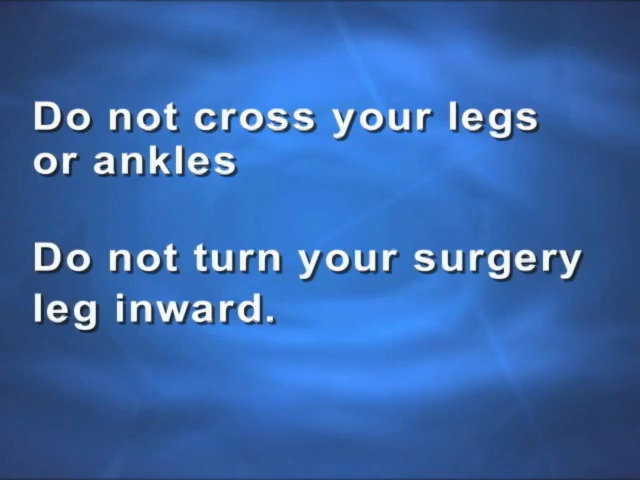 Do not cross your legs
or ankles
Do not turn your surgery
leg inward.